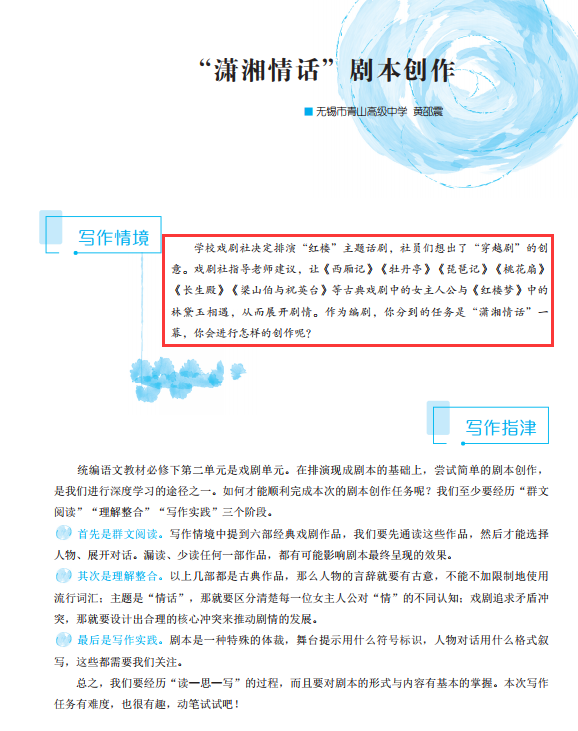 “潇湘情话”剧本创作
■ 无锡市青山高级中学 黄邵震
写作情境
学校戏剧社决定排演“红楼”主题话剧，社员们想出了“穿越剧”的创
意。戏剧社指导老师建议，让《西厢记》《牡丹亭》《琵琶记》《桃花扇》
《长生殿》《梁山伯与祝英台》等古典戏剧中的女主人公与《红楼梦》中的
林黛玉相遇，从而展开剧情。作为编剧，你分到的任务是“潇湘情话”一
幕，你会进行怎样的创作呢？
写作指津
统编语文教材必修下第二单元是戏剧单元。在排演现成剧本的基础上，尝试简单的剧本创作，
是我们进行深度学习的途径之一。如何才能顺利完成本次的剧本创作任务呢？我们至少要经历“群文
阅读”“理解整合”“写作实践”三个阶段。
首先是群文阅读。写作情境中提到六部经典戏剧作品，我们要先通读这些作品，然后才能选择
人物、展开对话。漏读、少读任何一部作品，都有可能影响剧本最终呈现的效果。
其次是理解整合。以上几部都是古典作品，那么人物的言辞就要有古意，不能不加限制地使用
流行词汇；主题是“情话”，那就要区分清楚每一位女主人公对“情”的不同认知；戏剧追求矛盾冲
突，那就要设计出合理的核心冲突来推动剧情的发展。
最后是写作实践。剧本是一种特殊的体裁，舞台提示用什么符号标识，人物对话用什么格式叙
写，这些都需要我们关注。
总之，我们要经历“读—思—写”的过程，而且要对剧本的形式与内容有基本的掌握。本次写作
任务有难度，也很有趣，动笔试试吧！